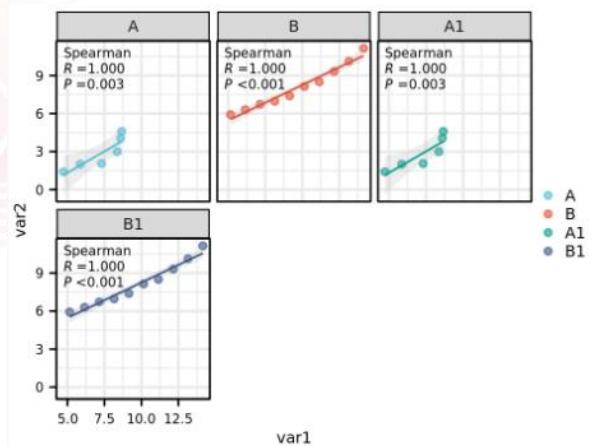 A
B
A1
Spearman
R =1.000
P =0.003
Spearman
R =1.000
P <0.001
Spearman
R =1.000
P =0.003
9
6
3
0
B1
Spearman
R =1.000
P <0.001
9
6
3
0
5.0 7.5 10.0 12.5
var1
var2
A
B
A1
B1